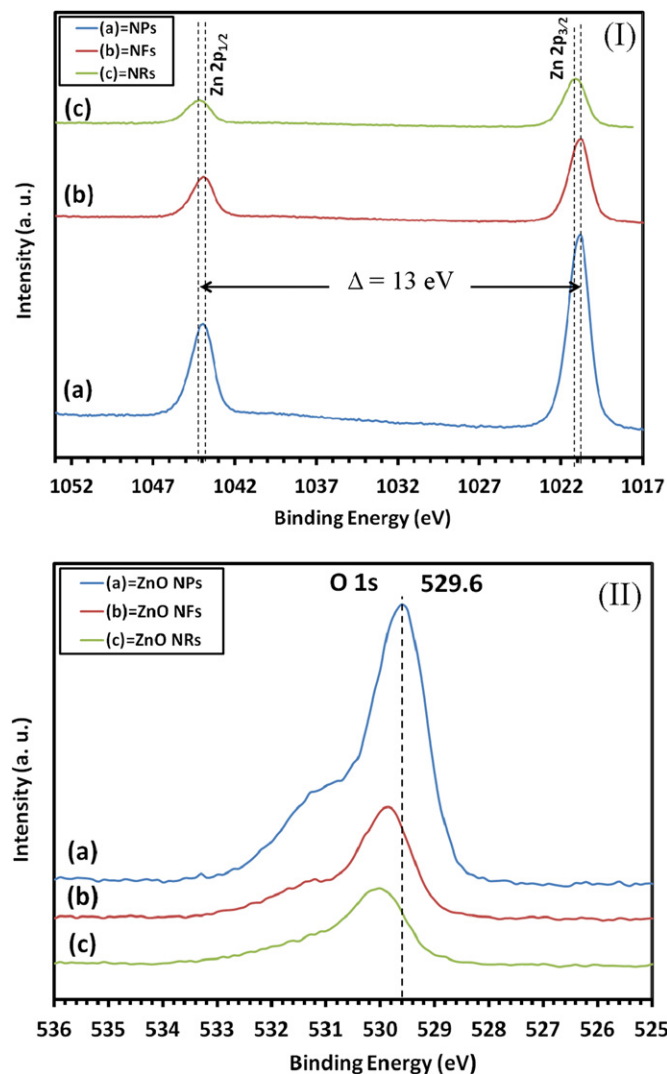 (a)=NPs
(b)=NFs
(c)=NRs
Zn 2p1/2
Zn 2p3/2
(I)
(c)
(b)
Δ = 13 eV
(a)
Intensity (a. u.)
1052 1047 1042 1037 1032 1027 1022 1017
Binding Energy (eV)
(a)=ZnO NPs
(b)=ZnO NFs
(c)=ZnO NRs
O 1s 529.6
(II)
(a)
(b)
(c)
Intensity (a. u.)
536 535 534 533 532 531 530 529 528 527 526 525
Binding Energy (eV)